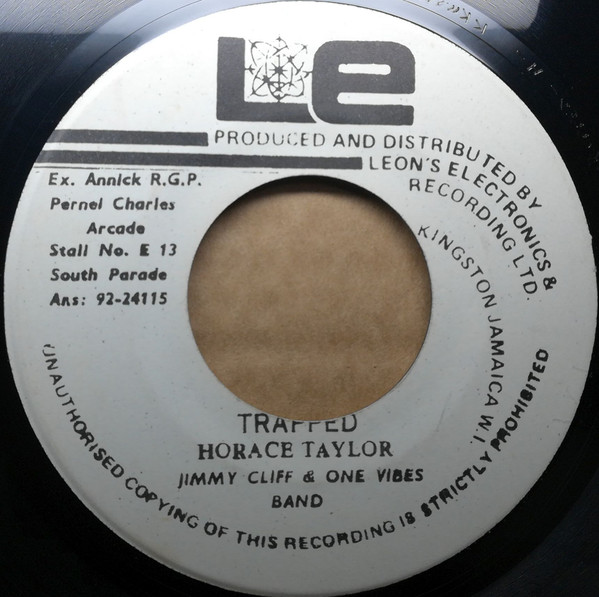 LE
PRODUCED AND DISTRIBUTED BY
LEON'S ELECTRONICS &
RECORDING LTD.
KINGSTON JAMAICA W.I.
Ex. Annick R.G.P.
Pernel Charles
Arcade
Stall No. E 13
South Parade
Ans: 92-24115
TRAPPED
HORACE TAYLOR
JIMMY CLIFF & ONE VIBES
BAND
UNAUTHORISED COPYING OF THIS RECORDING IS STRICTLY PROHIBITED